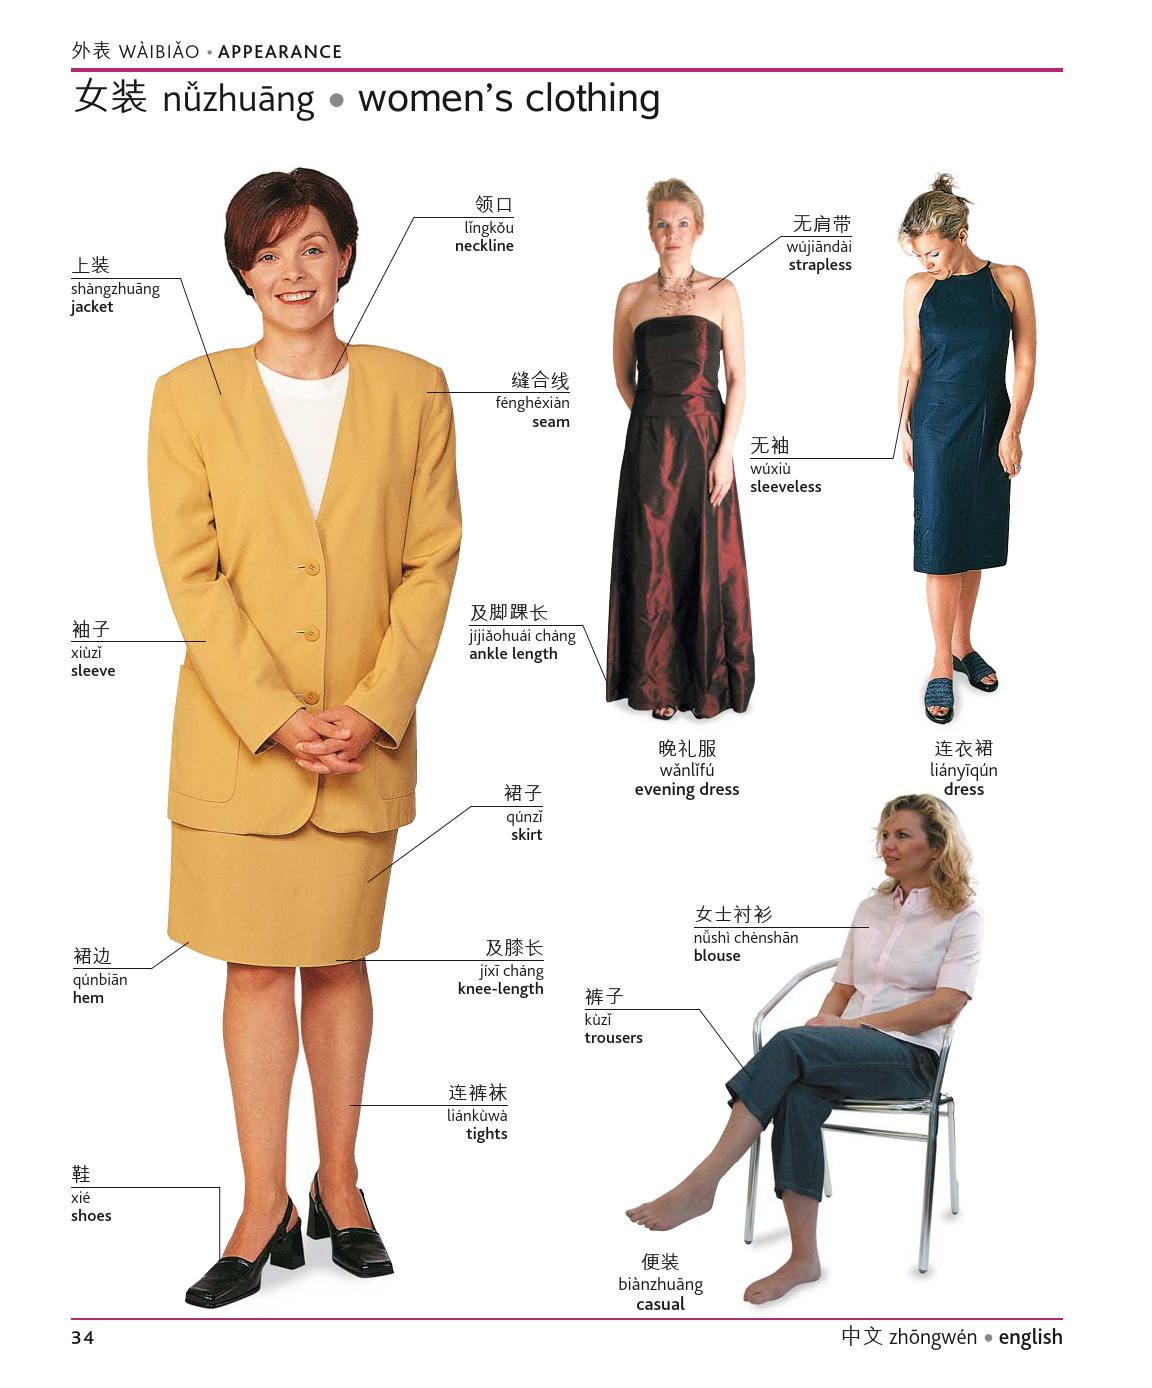 外表 WÀIBIǍO • APPEARANCE
女装 nǚzhuāng • women's clothing
领口
lǐngkǒu
neckline
上装
shàngzhuāng
jacket
缝合线
fénghéxiàn
seam
袖子
xiùzǐ
sleeve
裙子
qúnzǐ
skirt
裙边
qúnbiān
hem
及膝长
jíxī cháng
knee-length
连裤袜
liánkùwà
tights
鞋
xié
shoes
无肩带
wújiāndài
strapless
无袖
wúxiù
sleeveless
及脚踝长
jíjiǎohuái cháng
ankle length
晚礼服
wǎnlǐfú
evening dress
连衣裙
liányīqún
dress
女士衬衫
nǚshì chènshān
blouse
裤子
kùzǐ
trousers
便装
biànzhuāng
casual
34
中文 zhōngwén • english